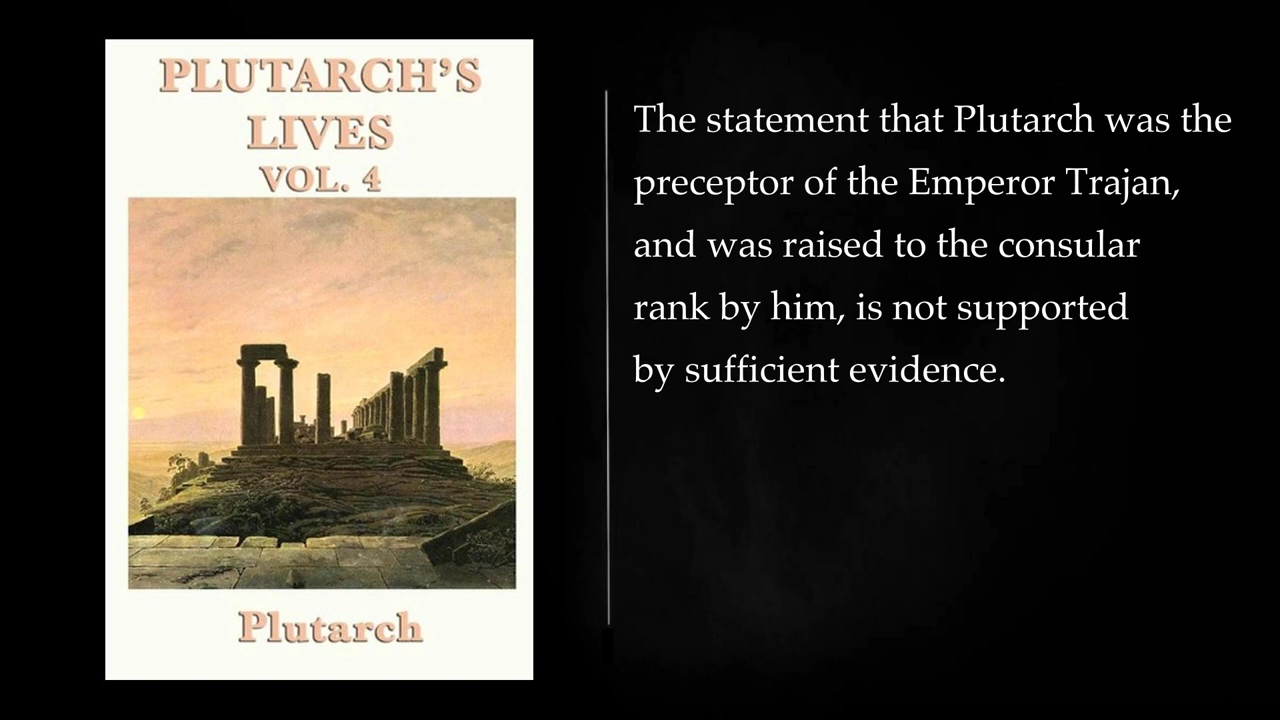 PLUTARCH'S
LIVES
VOL. 4
Plutarch
The statement that Plutarch was the
preceptor of the Emperor Trajan,
and was raised to the consular
rank by him, is not supported
by sufficient evidence.